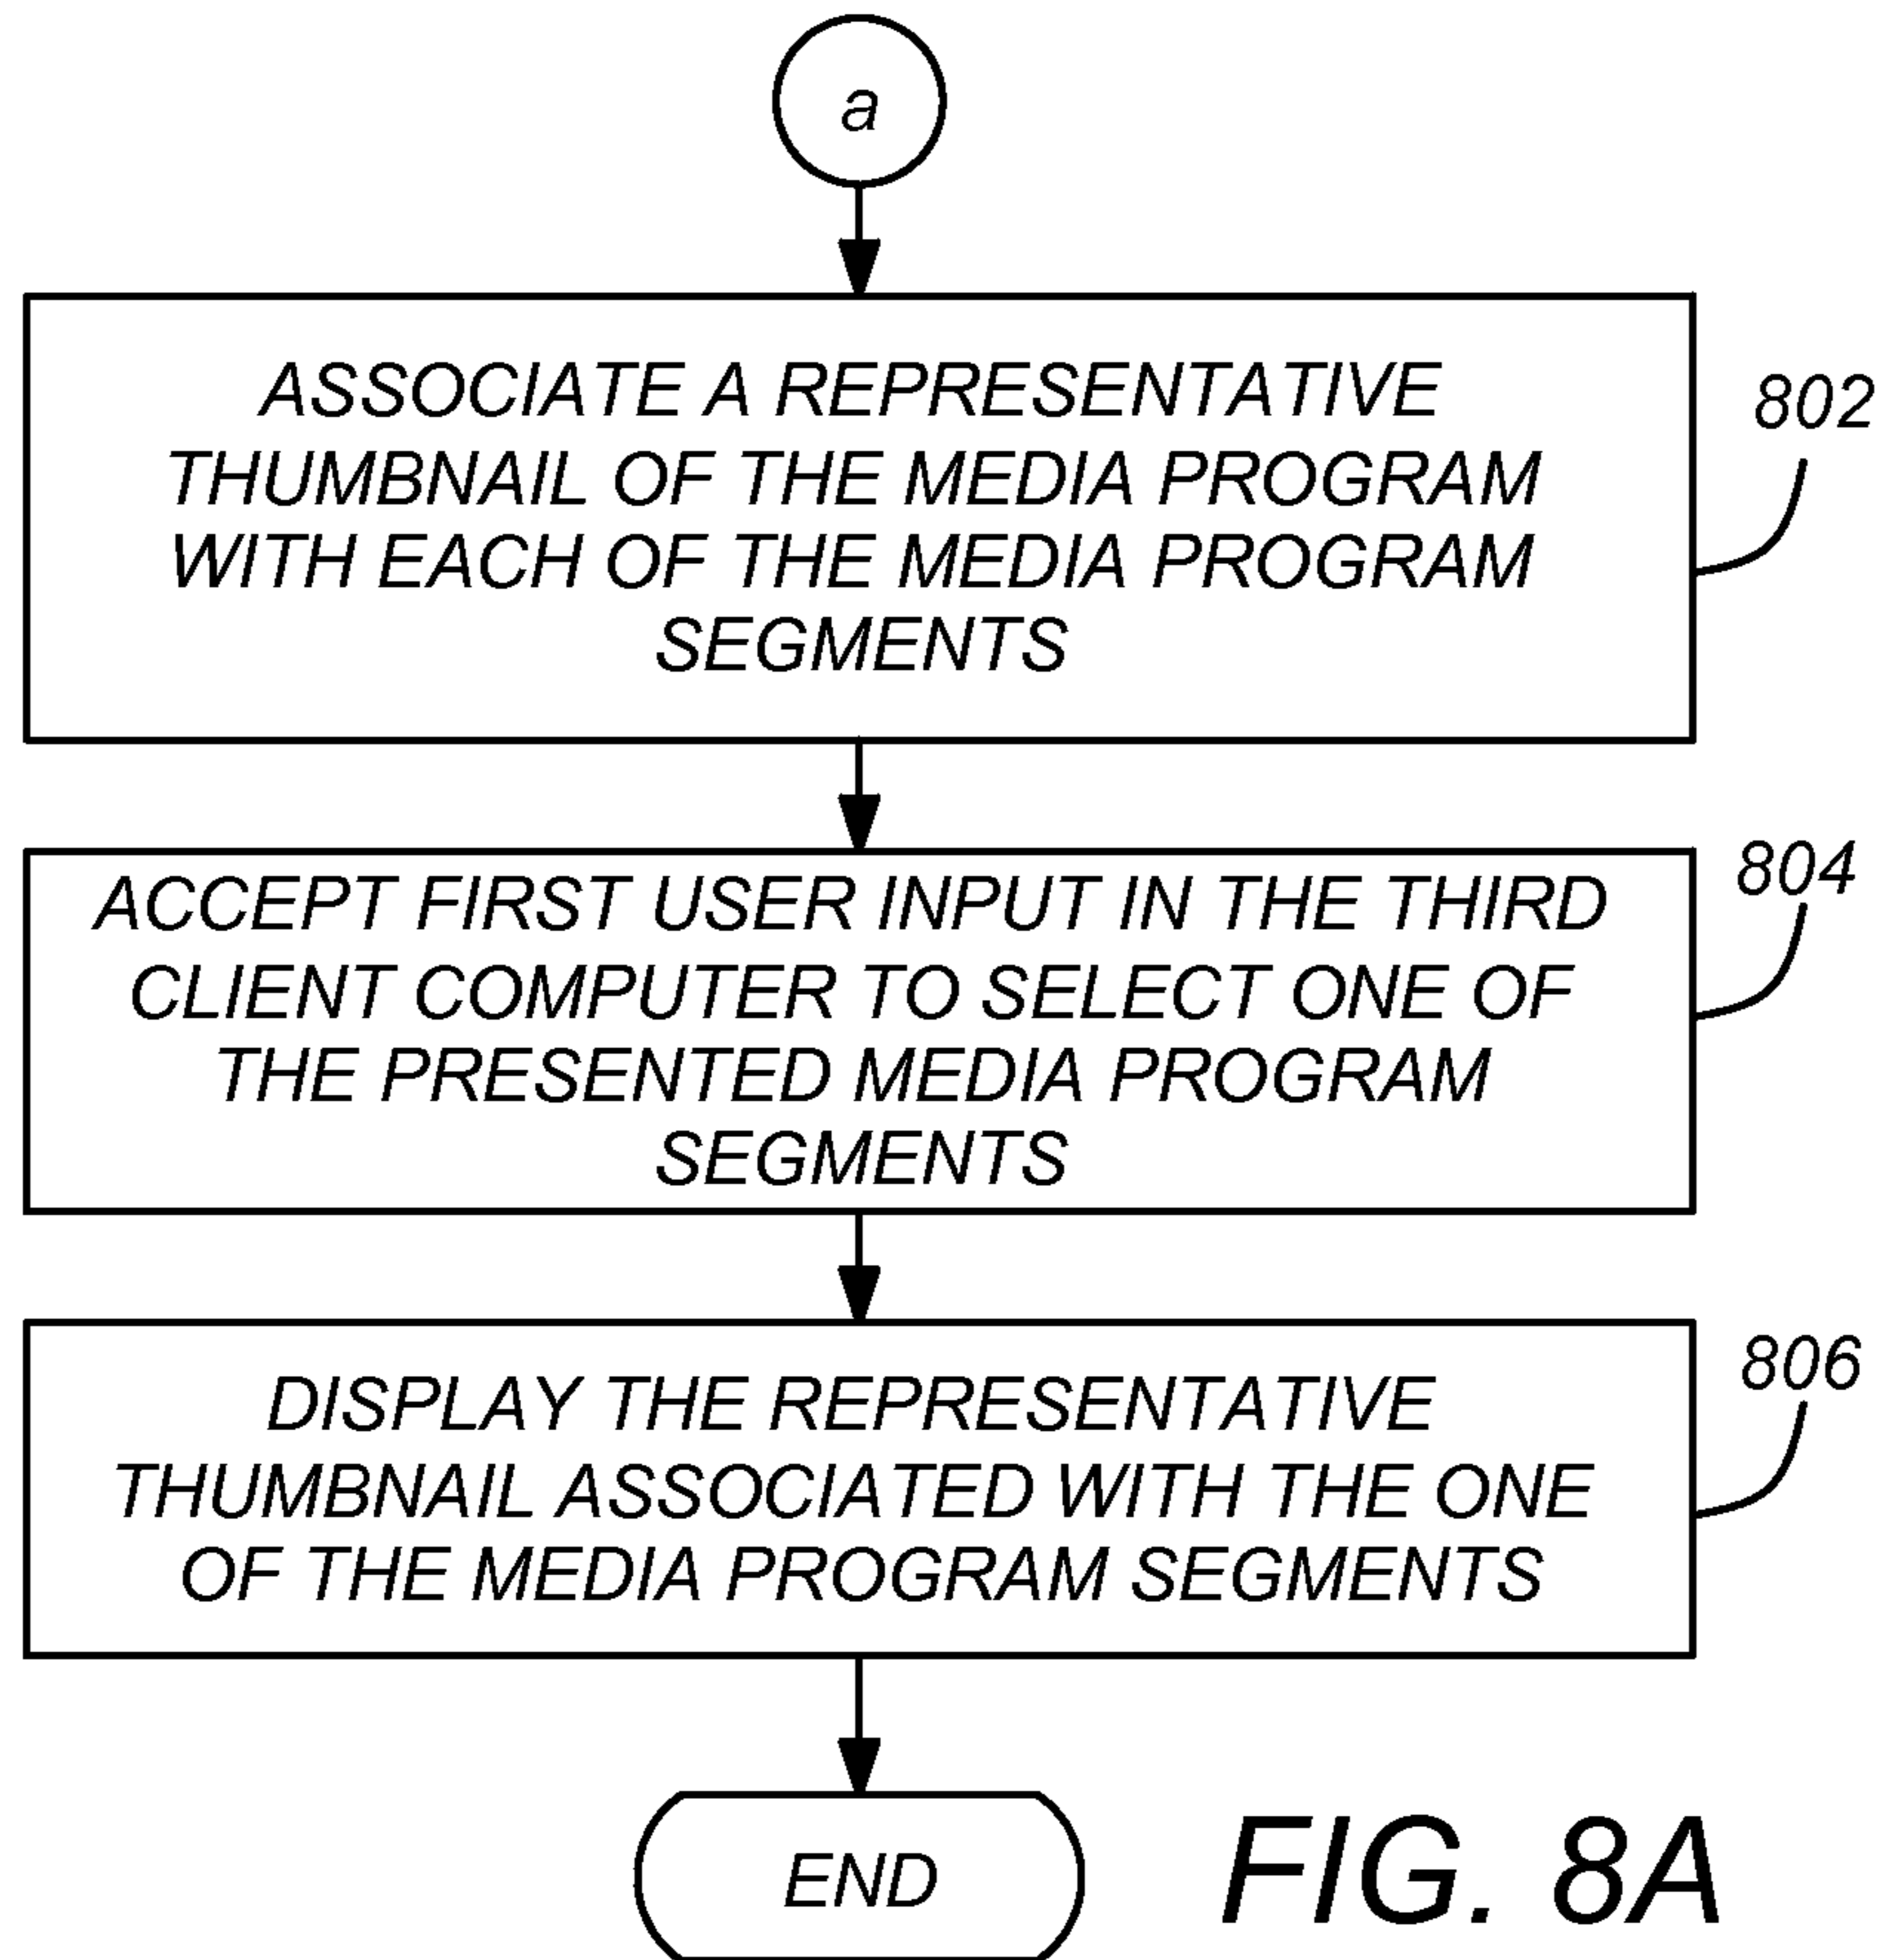 a
ASSOCIATE A REPRESENTATIVE
THUMBNAIL OF THE MEDIA PROGRAM
WITH EACH OF THE MEDIA PROGRAM
SEGMENTS
802
ACCEPT FIRST USER INPUT IN THE THIRD
CLIENT COMPUTER TO SELECT ONE OF
THE PRESENTED MEDIA PROGRAM
SEGMENTS
804
DISPLAY THE REPRESENTATIVE
THUMBNAIL ASSOCIATED WITH THE ONE
OF THE MEDIA PROGRAM SEGMENTS
806
END
FIG. 8A